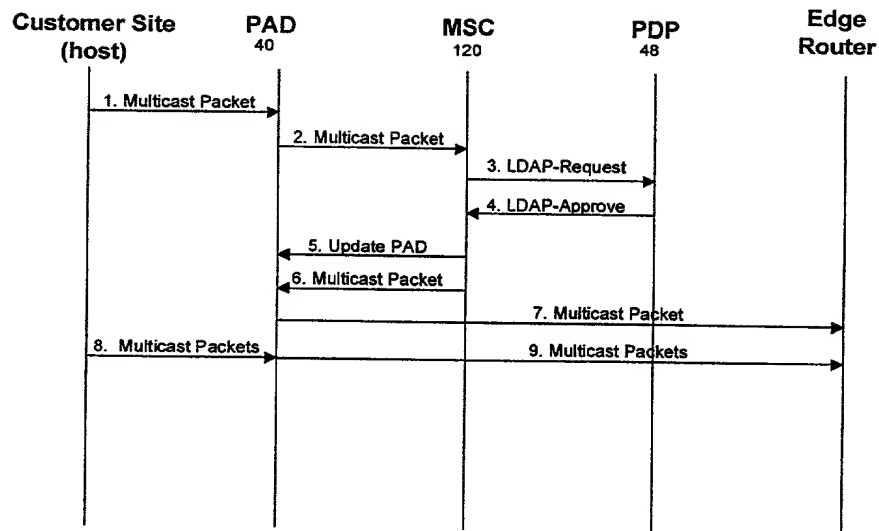 Customer Site
(host)
PAD
40
MSC
120
PDP
48
Edge
Router
1. Multicast Packet
2. Multicast Packet
3. LDAP-Request
4. LDAP-Approve
5. Update PAD
6. Multicast Packet
7. Multicast Packet
8. Multicast Packets
9. Multicast Packets